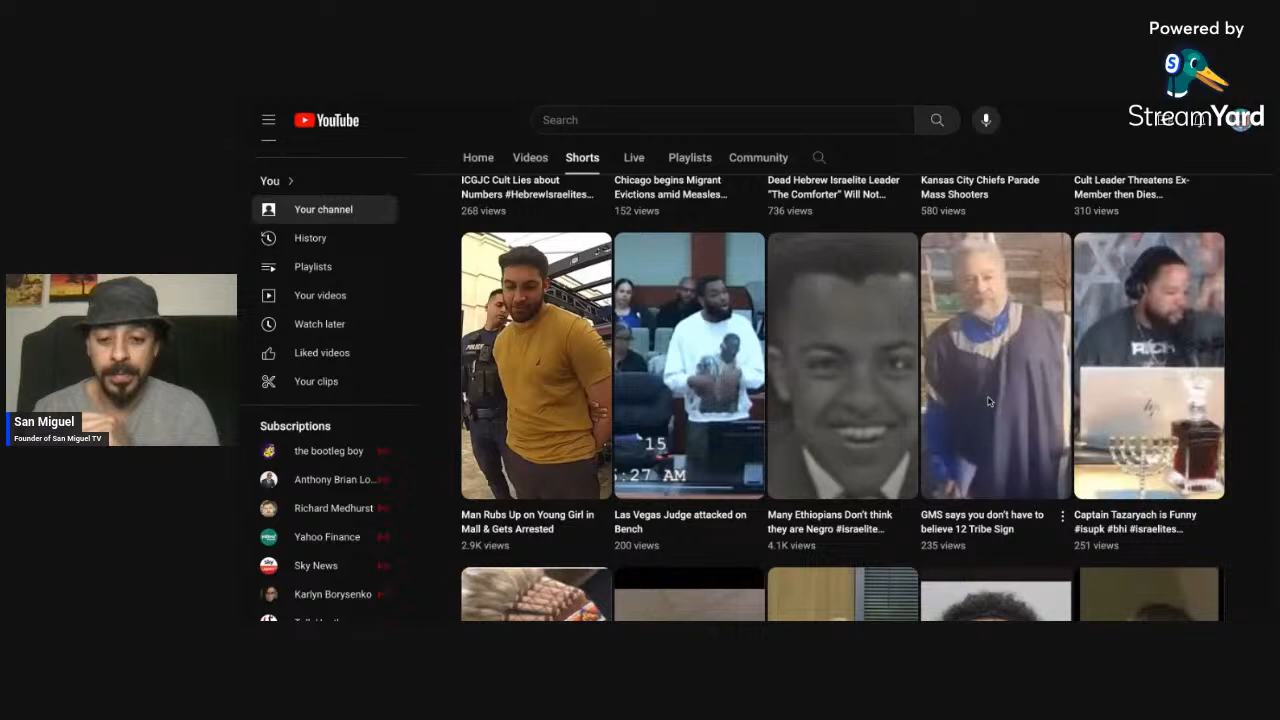 Powered by
StreamYard
YouTube
Search
Home
Videos
Shorts
Live
Playlists
Community
You
Your channel
History
Playlists
Your videos
Watch later
Liked videos
Your clips
Subscriptions
the bootleg boy
Anthony Brian Lo...
Richard Medhurst
Yahoo Finance
Sky News
Karlyn Borysenko
ICGJC Cult Lies about
Numbers #HebrewIsraelites...
268 views
Chicago begins Migrant
Evictions amid Measles...
152 views
Dead Hebrew Israelite Leader
"The Comforter" Will Not...
736 views
Kansas City Chiefs Parade
Mass Shooters
580 views
Cult Leader Threatens Ex-
Member then Dies...
310 views
POLICE
15
:27 AM
hp
Man Rubs Up on Young Girl in
Mall & Gets Arrested
2.9K views
Las Vegas Judge attacked on
Bench
200 views
Many Ethiopians Don't think
they are Negro #israelite...
4.1K views
GMS says you don't have to
believe 12 Tribe Sign
235 views
Captain Tazaryach is Funny
#isupk #bhi #israelites...
251 views
San Miguel
Founder of San Miguel TV